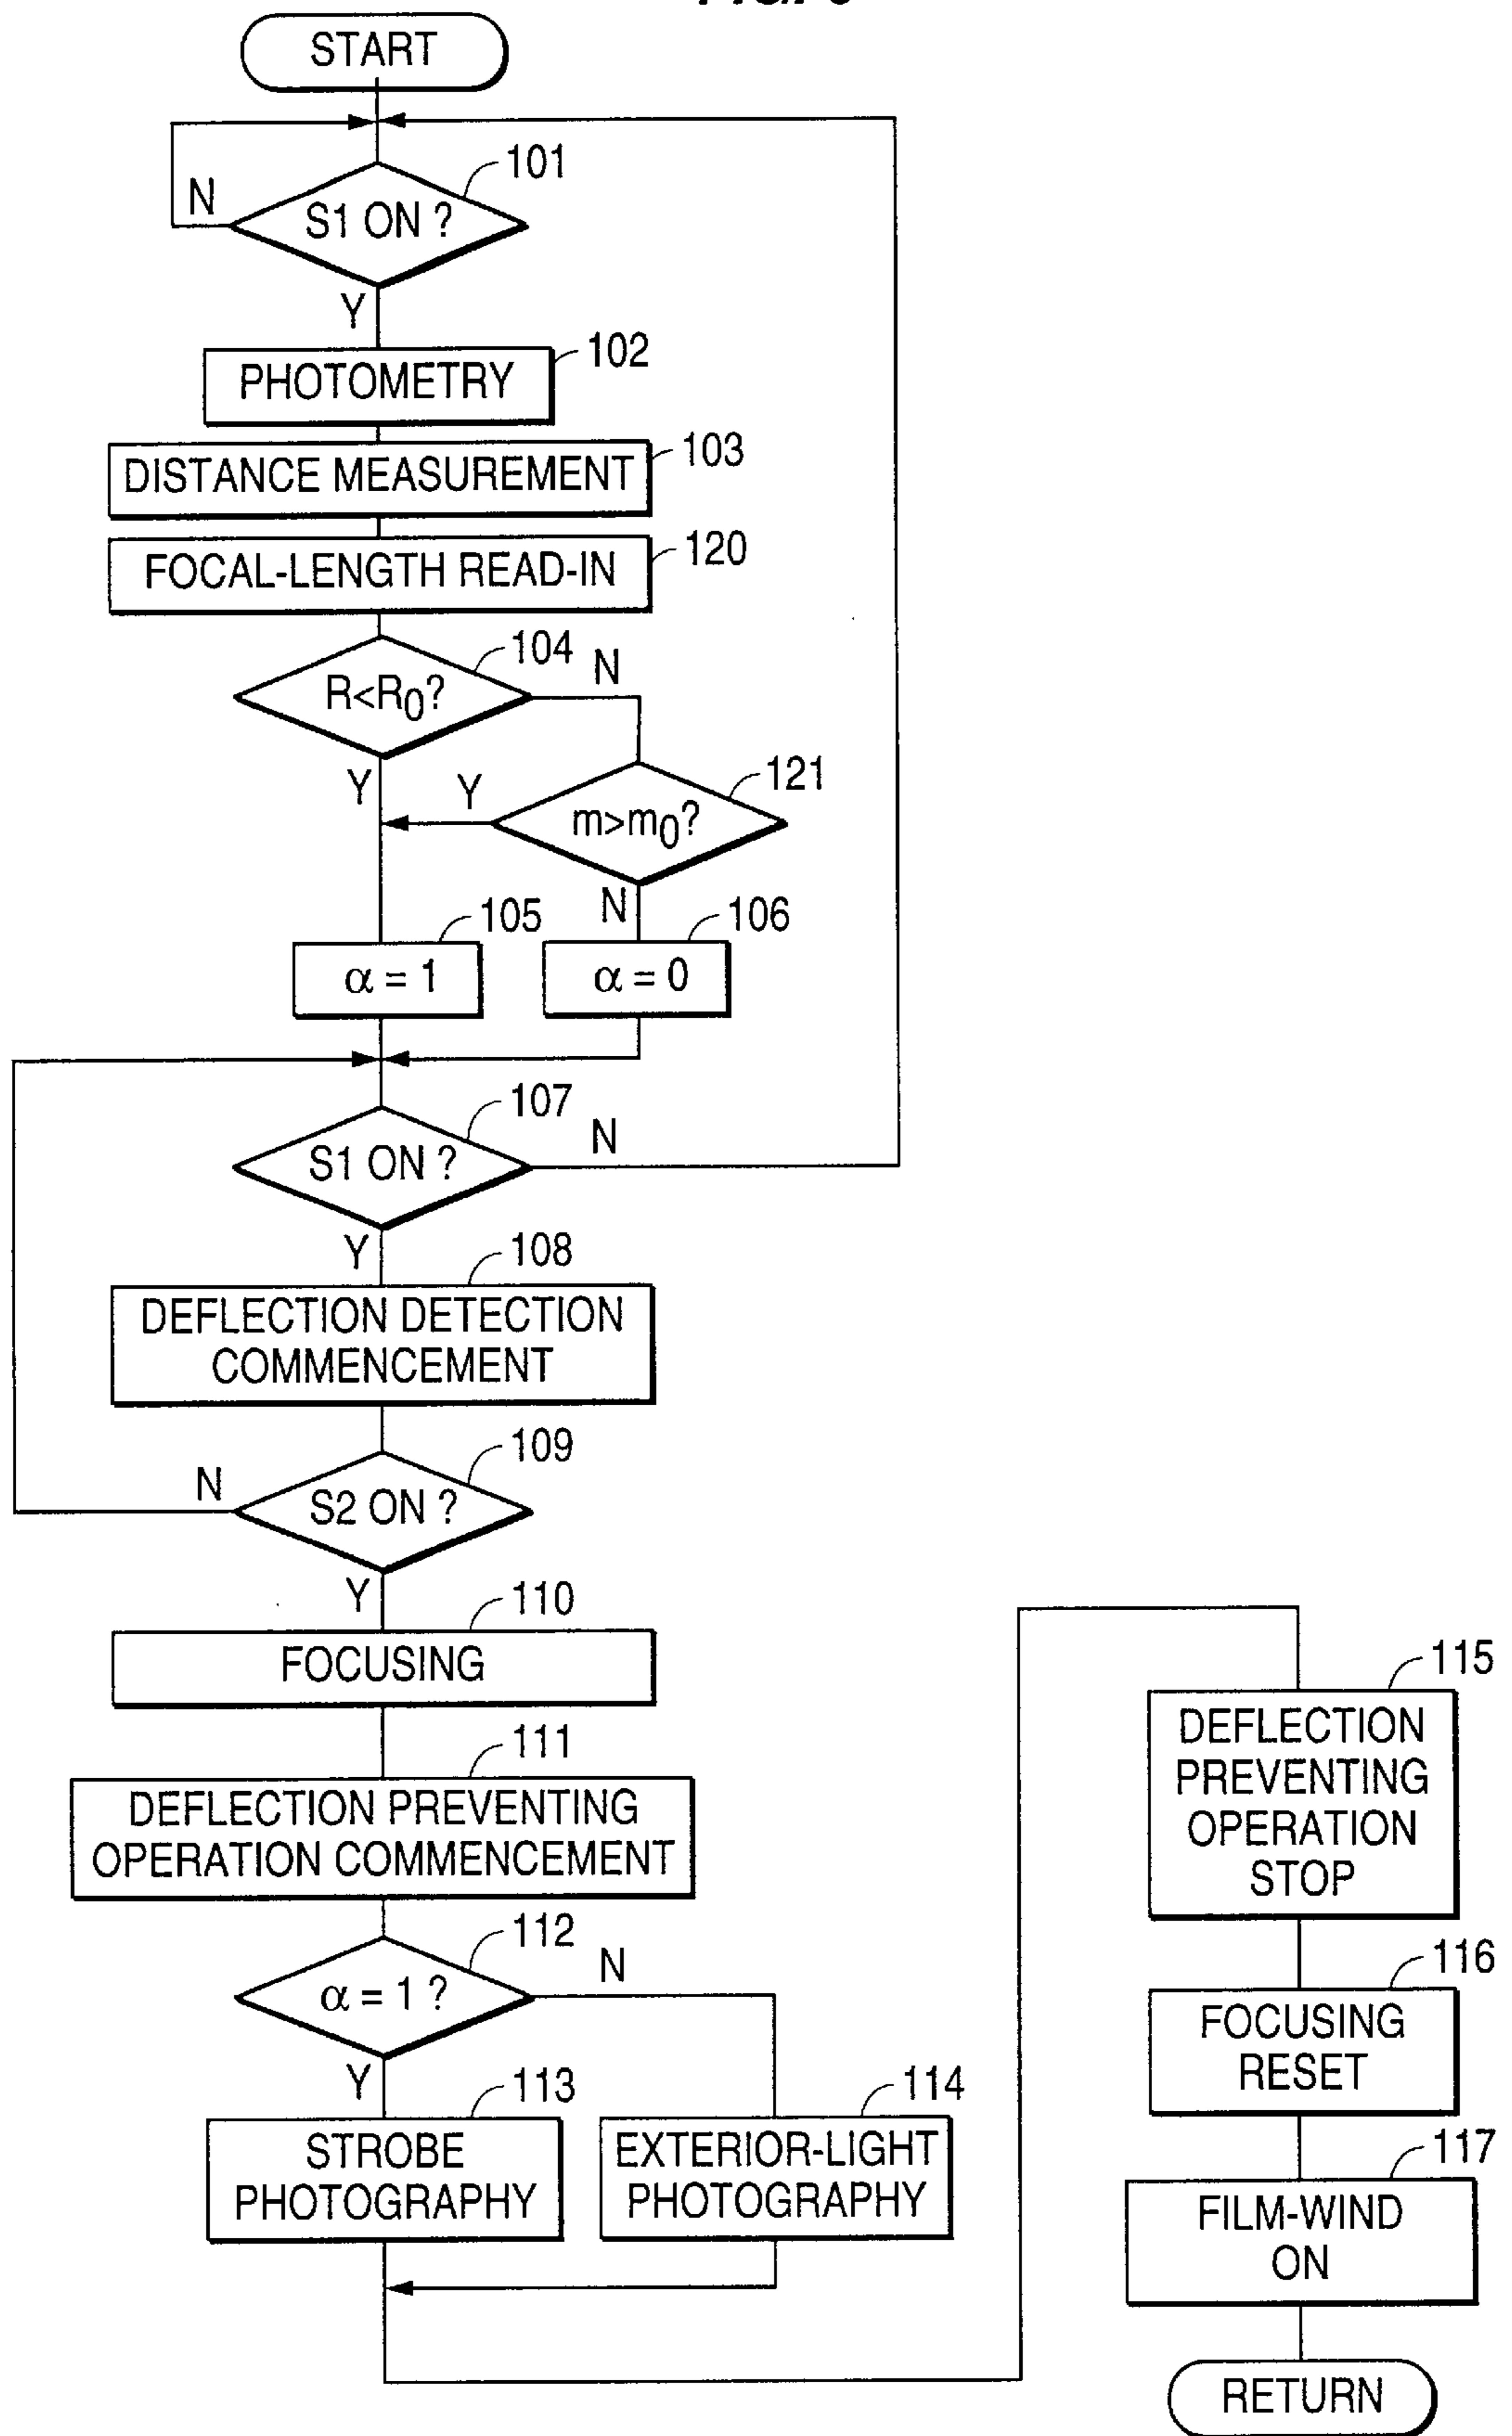 START
101
N
S1 ON ?
Y
102
PHOTOMETRY
103
DISTANCE MEASUREMENT
120
FOCAL-LENGTH READ-IN
104
N
R<R0?
Y
Y
121
m>m0?
N
105
106
α = 1
α = 0
107
N
S1 ON ?
Y
108
DEFLECTION DETECTION
COMMENCEMENT
109
N
S2 ON ?
Y
110
FOCUSING
111
DEFLECTION PREVENTING
OPERATION COMMENCEMENT
112
N
α = 1 ?
Y
113
114
STROBE
PHOTOGRAPHY
EXTERIOR-LIGHT
PHOTOGRAPHY
115
DEFLECTION
PREVENTING
OPERATION
STOP
116
FOCUSING
RESET
117
FILM-WIND
ON
RETURN